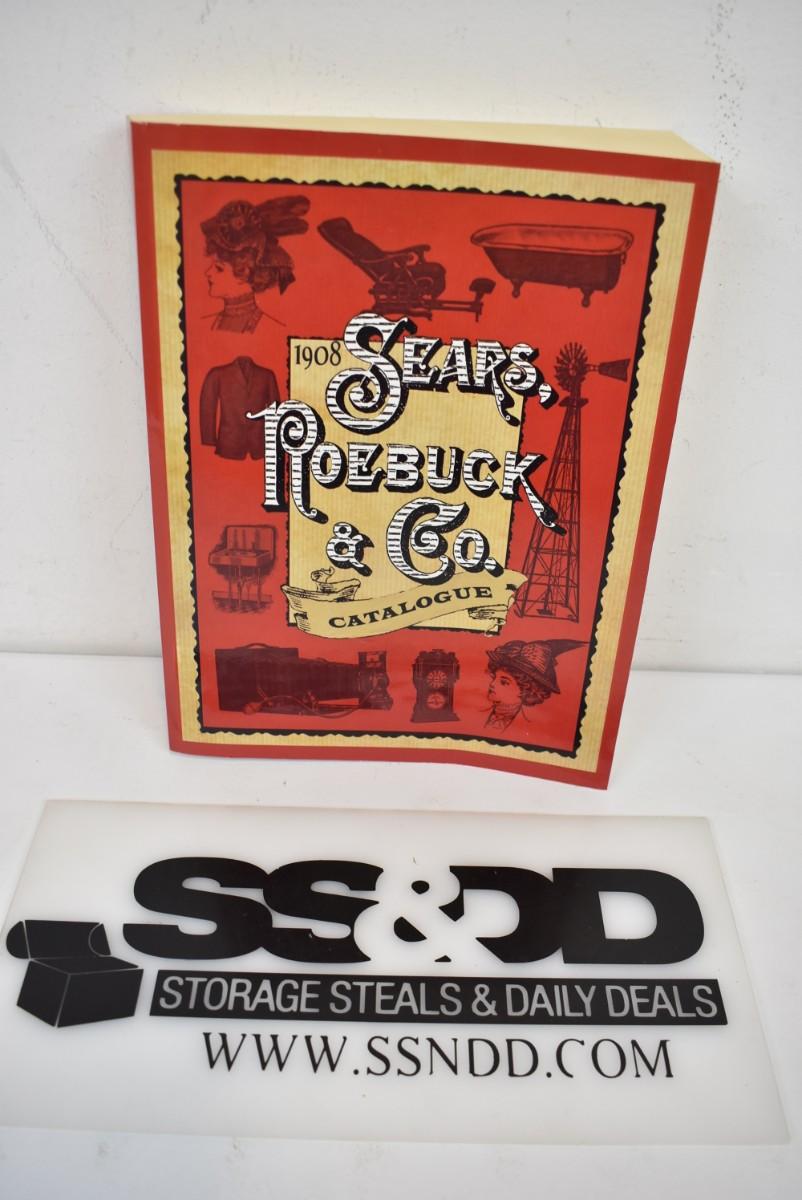 1908 SEARS,
ROEBUCK
& CO.
CATALOGUE
SS&DD
STORAGE STEALS & DAILY DEALS
WWW.SSNDD.COM